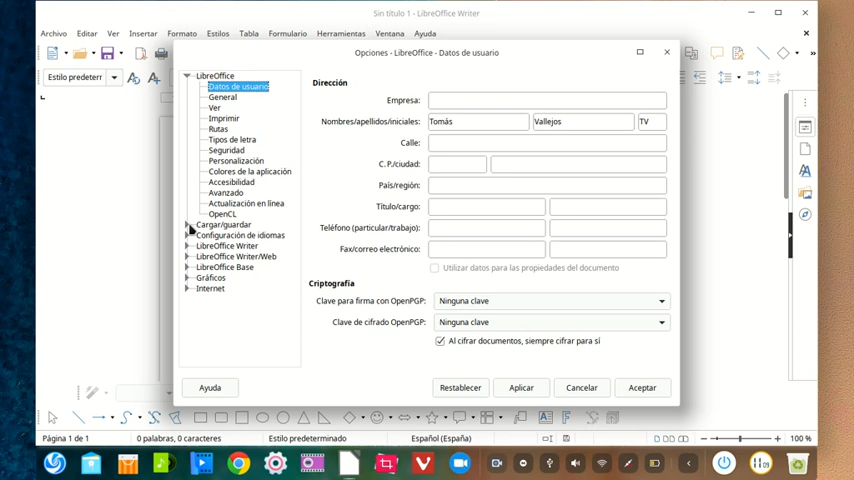 Sin título 1 - LibreOffice Writer
Archivo Editar Ver Insertar Formato Estilos Tabla Formulario Herramientas Ventana Ayuda
Opciones - LibreOffice - Datos de usuario
Estilo predeterr
LibreOffice
Datos de usuario
General
Ver
Imprimir
Rutas
Tipos de letra
Seguridad
Personalización
Colores de la aplicación
Accesibilidad
Avanzado
Actualización en línea
OpenCL
Cargar/guardar
Configuración de idiomas
LibreOffice Writer
LibreOffice Writer/Web
LibreOffice Base
Gráficos
Internet
Dirección
Empresa:
Nombres/apellidos/iniciales: Tomás Vallejos TV
Calle:
C. P./ciudad:
País/región:
Título/cargo:
Teléfono (particular/trabajo):
Fax/correo electrónico:
Utilizar datos para las propiedades del documento
Criptografía
Clave para firma con OpenPGP: Ninguna clave
Clave de cifrado OpenPGP: Ninguna clave
Al cifrar documentos, siempre cifrar para sí
Ayuda Restablecer Aplicar Cancelar Aceptar
Página 1 de 1 0 palabras, 0 caracteres Estilo predeterminado Español (España) 100 %